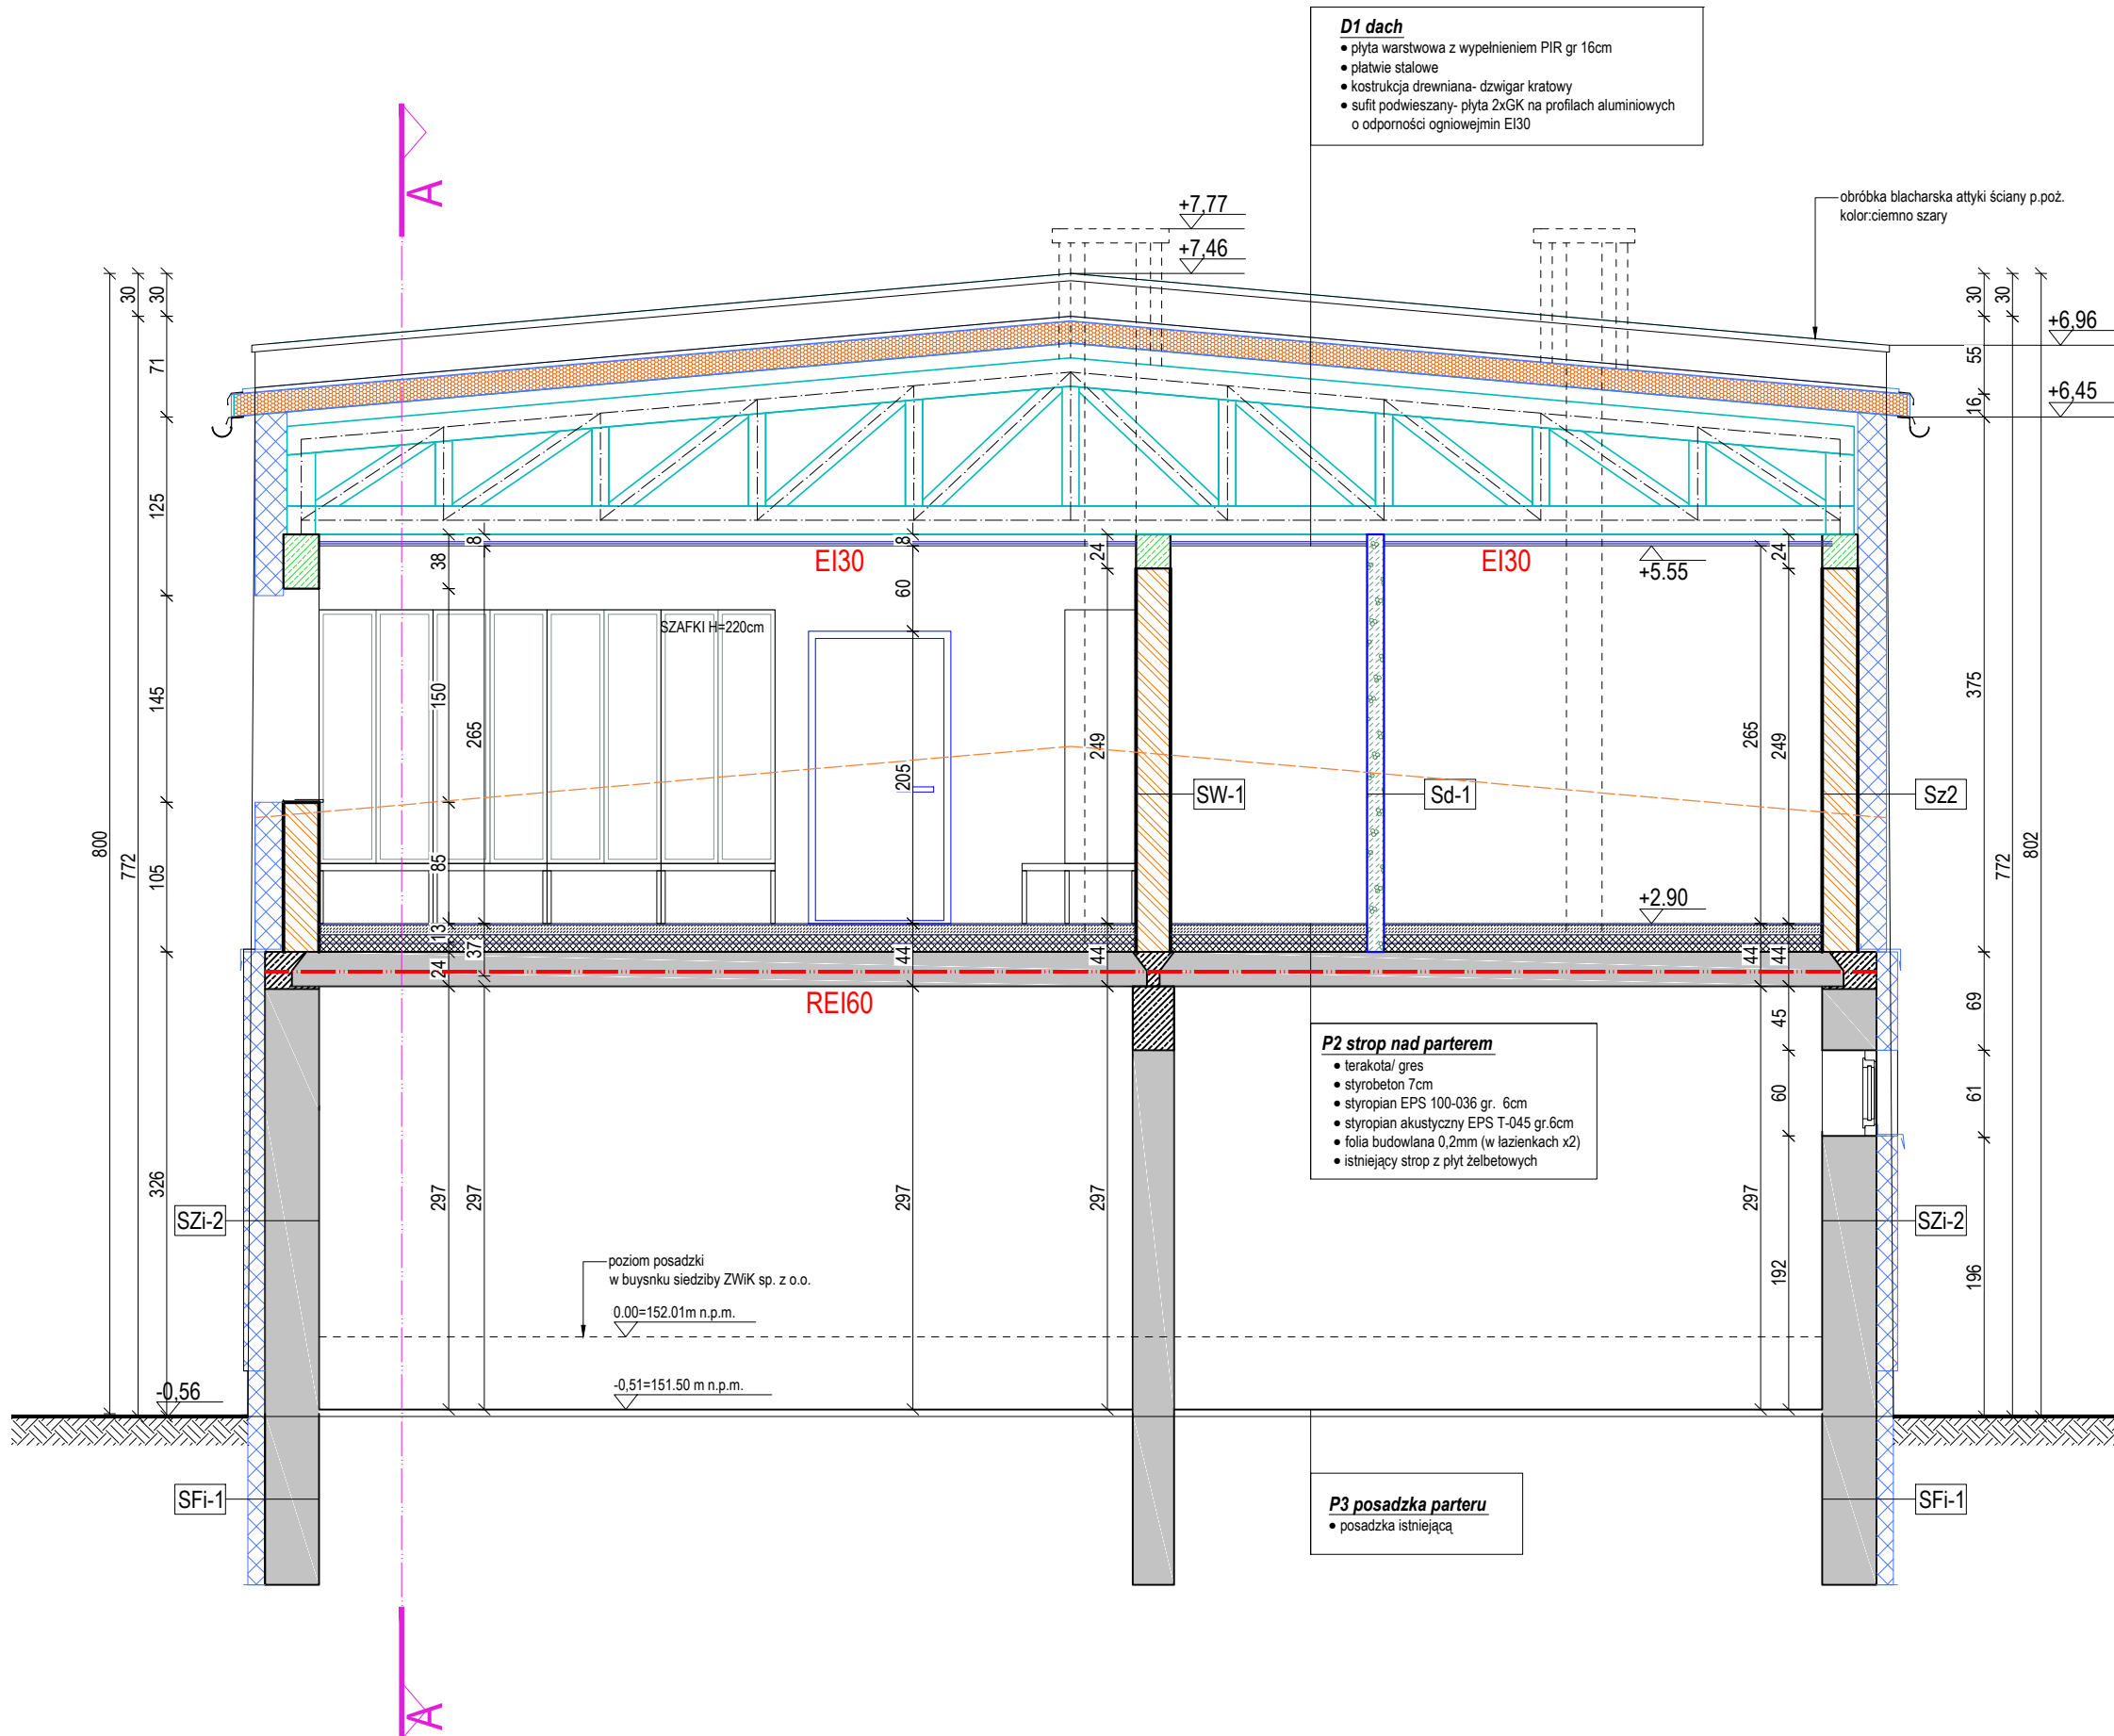 D1 dach
• płyta warstwowa z wypełnieniem PIR gr 16cm
• płatwie stalowe
• kostrukcja drewniana- dzwigar kratowy
• sufit podwieszany- płyta 2xGK na profilach aluminiowych
o odporności ogniowejmin EI30
A
obróbka blacharska attyki ściany p.poż.
kolor:ciemno szary
+7,77
+7,46
+6,96
+6,45
30
30
71
125
145
105
326
772
800
30
30
55
16
375
69
61
196
772
802
8
38
8
24
24
EI30
EI30
+5.55
60
SZAFKI H=220cm
150
265
205
249
265
249
85
SW-1
Sd-1
Sz2
+2.90
13
37
24
44
44
44
44
REI60
45
60
192
P2 strop nad parterem
• terakota/ gres
• styrobeton 7cm
• styropian EPS 100-036 gr. 6cm
• styropian akustyczny EPS T-045 gr.6cm
• folia budowlana 0,2mm (w łazienkach x2)
• istniejący strop z płyt żelbetowych
297
297
297
297
297
SZi-2
SZi-2
poziom posadzki
w buysnku siedziby ZWiK sp. z o.o.
0.00=152.01m n.p.m.
-0,51=151.50 m n.p.m.
-0,56
SFi-1
SFi-1
P3 posadzka parteru
• posadzka istniejącą
A